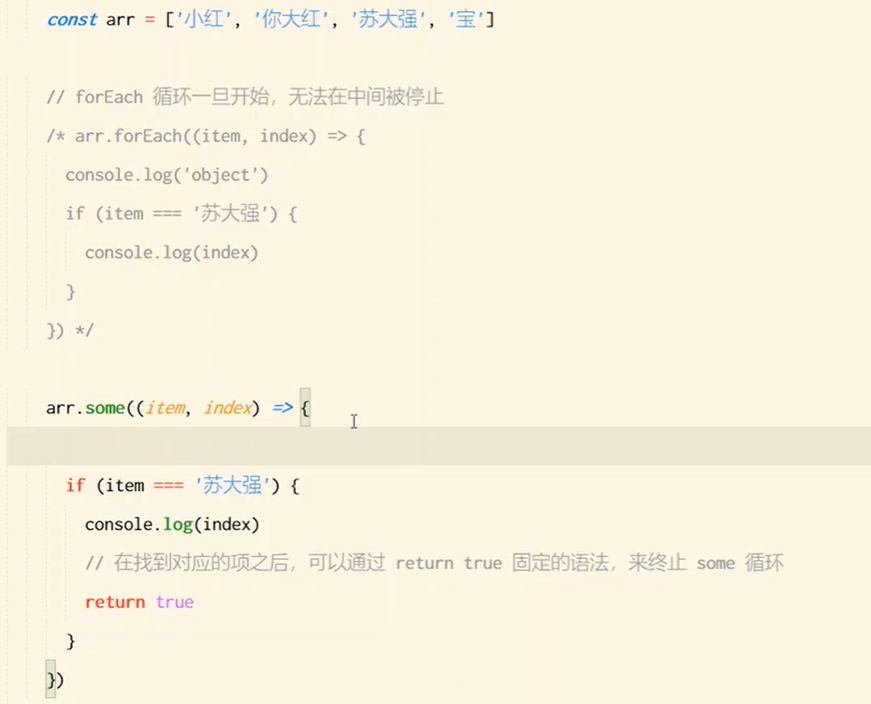 const arr = ['小红', '你大红', '苏大强', '宝']
// forEach 循环一旦开始，无法在中间被停止
/* arr.forEach((item, index) => {
console.log('object')
if (item === '苏大强') {
console.log(index)
}
}) */
arr.some((item, index) => {
if (item === '苏大强') {
console.log(index)
// 在找到对应的项之后，可以通过 return true 固定的语法，来终止 some 循环
return true
}
})